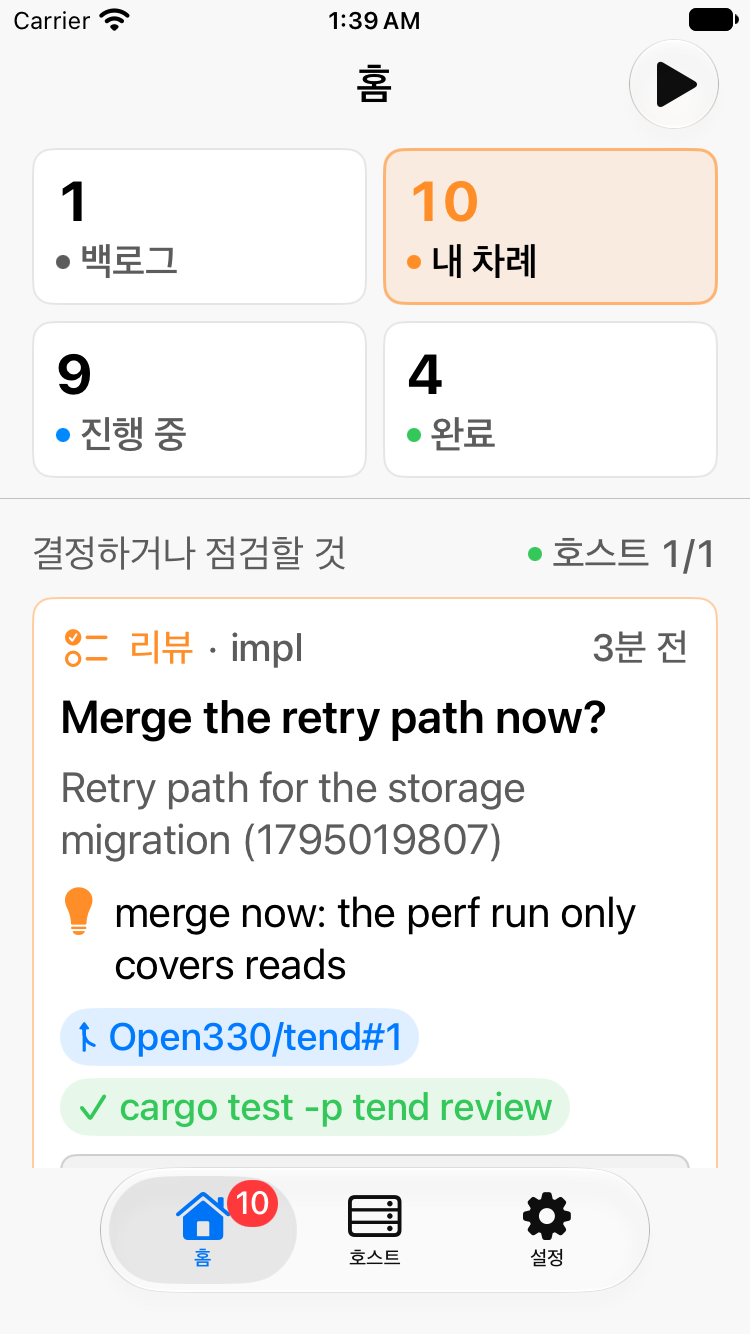 Carrier 1:39 AM
홈
1
백로그
10
내 차례
9
진행 중
4
완료
결정하거나 점검할 것
호스트 1/1
리뷰 · impl
3분 전
Merge the retry path now?
Retry path for the storage
migration (1795019807)
merge now: the perf run only
covers reads
Open330/tend#1
cargo test -p tend review
10
홈
호스트
설정